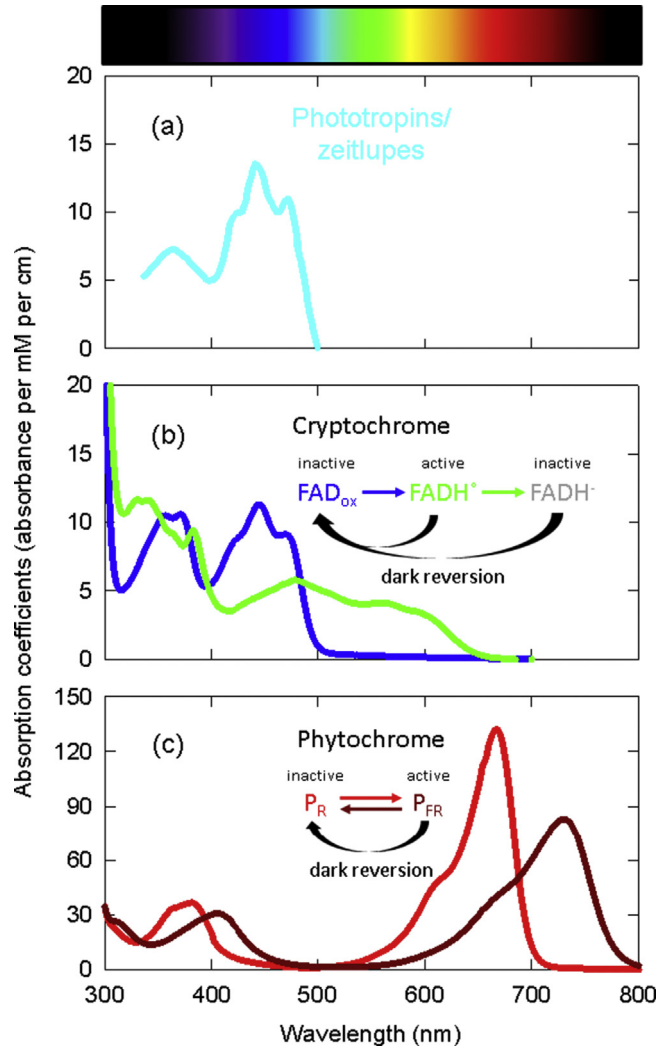 (a)
Phototropins/
zeitlupes
20
15
10
5
0
Absorption coefficients (absorbance per mM per cm)
(b)
Cryptochrome
inactive active inactive
FADox FADH° FADH-
dark reversion
20
15
10
5
0
(c)
Phytochrome
inactive active
PR PFR
dark reversion
150
120
90
60
30
0
300 400 500 600 700 800
Wavelength (nm)